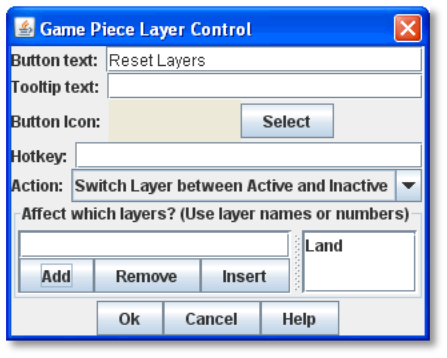 Game Piece Layer Control
Button text: Reset Layers
Tooltip text:
Button Icon: Select
Hotkey:
Action: Switch Layer between Active and Inactive
Affect which layers? (Use layer names or numbers)
Land
Add Remove Insert
Ok Cancel Help